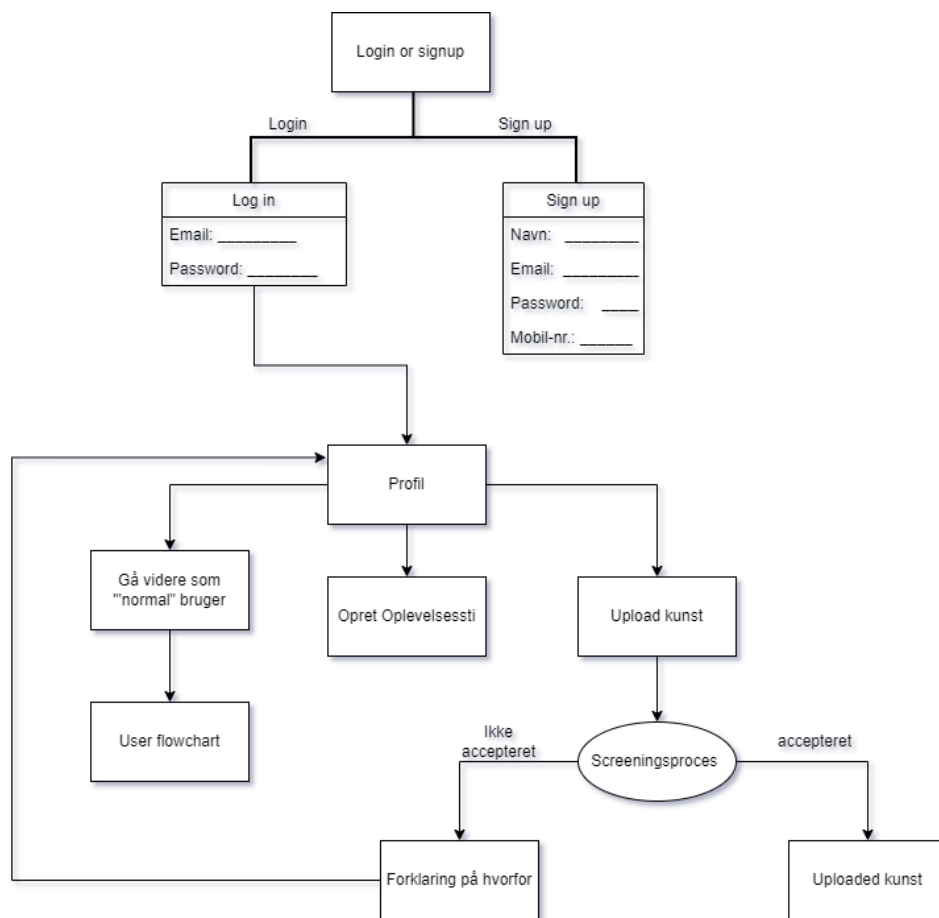 Login or signup
Login
Sign up
Log in
Email: _________
Password: ________
Sign up
Navn: ________
Email: _________
Password: ____
Mobil-nr.: ______
Profil
Gå videre som
'"normal" bruger
Opret Oplevelsessti
Upload kunst
User flowchart
Ikke
accepteret
Screeningsproces
accepteret
Forklaring på hvorfor
Uploaded kunst